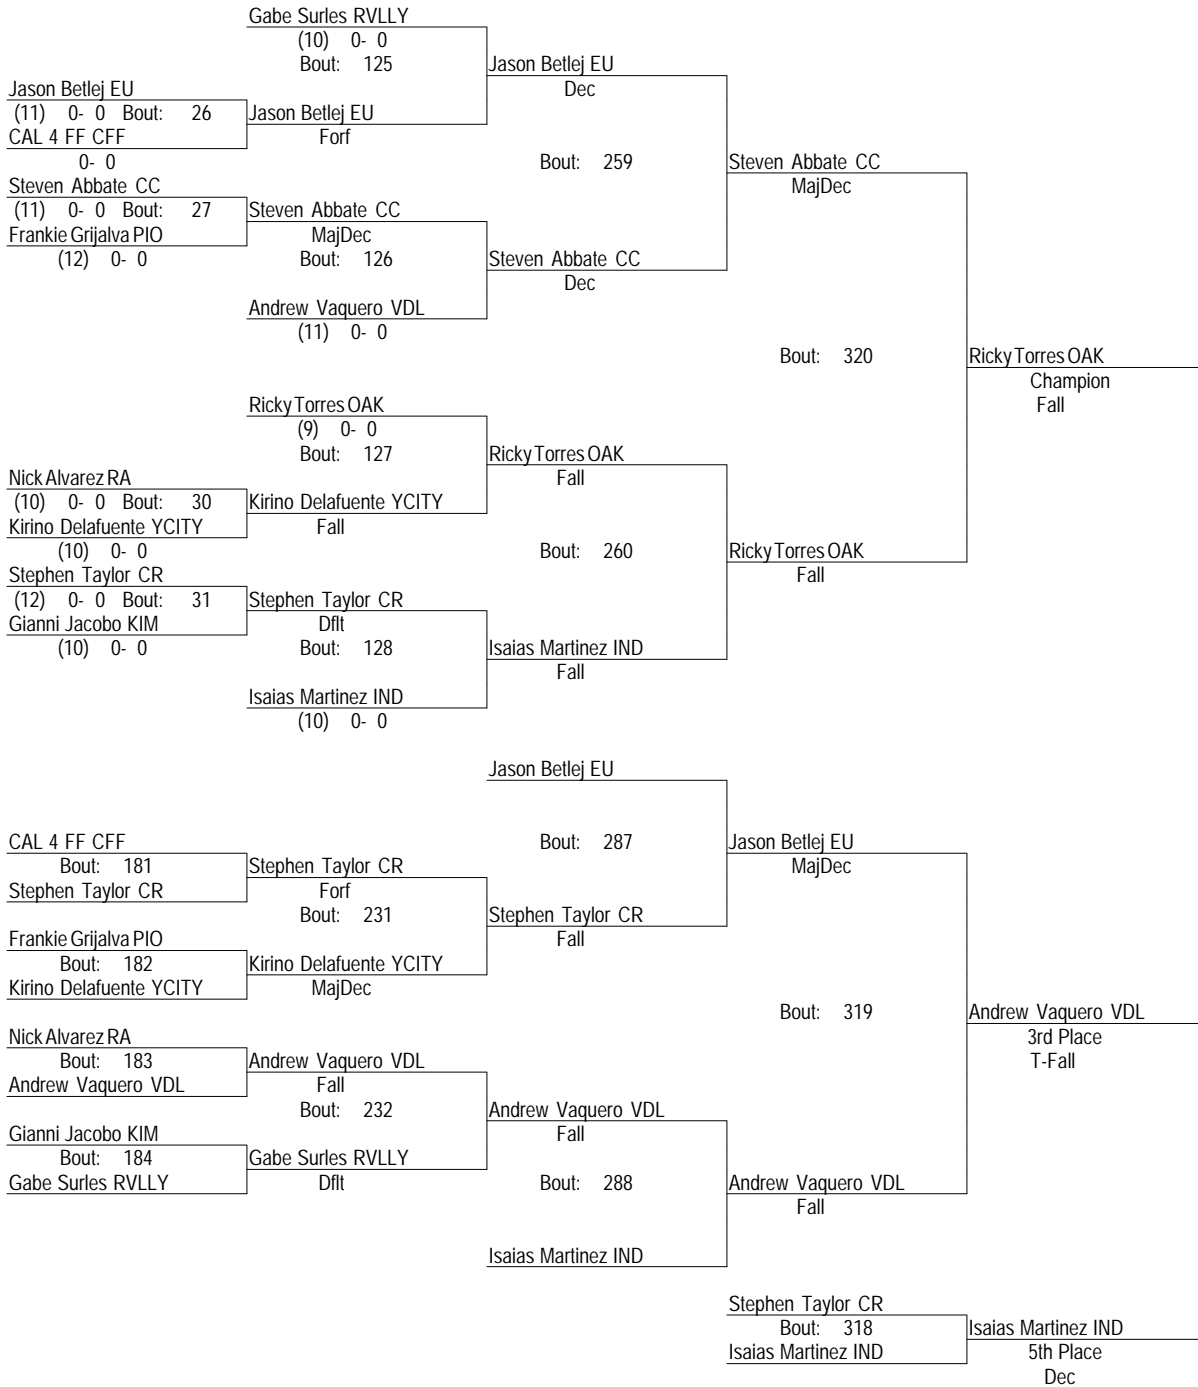 Gabe Surles RVLLY
(10) 0- 0
Bout: 125
Jason Betlej EU
Dec
Jason Betlej EU
(11) 0- 0 Bout: 26
Jason Betlej EU
Forf
CAL 4 FF CFF
0- 0
Bout: 259
Steven Abbate CC
MajDec
Steven Abbate CC
(11) 0- 0 Bout: 27
Steven Abbate CC
MajDec
Frankie Grijalva PIO
(12) 0- 0
Bout: 126
Steven Abbate CC
Dec
Andrew Vaquero VDL
(11) 0- 0
Bout: 320
Ricky Torres OAK
Champion
Fall
Ricky Torres OAK
(9) 0- 0
Bout: 127
Ricky Torres OAK
Fall
Nick Alvarez RA
(10) 0- 0 Bout: 30
Kirino Delafuente YCITY
Fall
Kirino Delafuente YCITY
(10) 0- 0
Bout: 260
Ricky Torres OAK
Fall
Stephen Taylor CR
(12) 0- 0 Bout: 31
Stephen Taylor CR
Dflt
Gianni Jacobo KIM
(10) 0- 0
Bout: 128
Isaias Martinez IND
Fall
Isaias Martinez IND
(10) 0- 0
Jason Betlej EU
CAL 4 FF CFF
Bout: 181
Stephen Taylor CR
Stephen Taylor CR
Forf
Bout: 287
Jason Betlej EU
MajDec
Bout: 231
Stephen Taylor CR
Fall
Frankie Grijalva PIO
Bout: 182
Kirino Delafuente YCITY
Kirino Delafuente YCITY
MajDec
Bout: 319
Andrew Vaquero VDL
3rd Place
T-Fall
Nick Alvarez RA
Bout: 183
Andrew Vaquero VDL
Andrew Vaquero VDL
Fall
Bout: 232
Andrew Vaquero VDL
Fall
Gianni Jacobo KIM
Bout: 184
Gabe Surles RVLLY
Gabe Surles RVLLY
Dflt
Bout: 288
Andrew Vaquero VDL
Fall
Isaias Martinez IND
Stephen Taylor CR
Bout: 318
Isaias Martinez IND
Isaias Martinez IND
5th Place
Dec